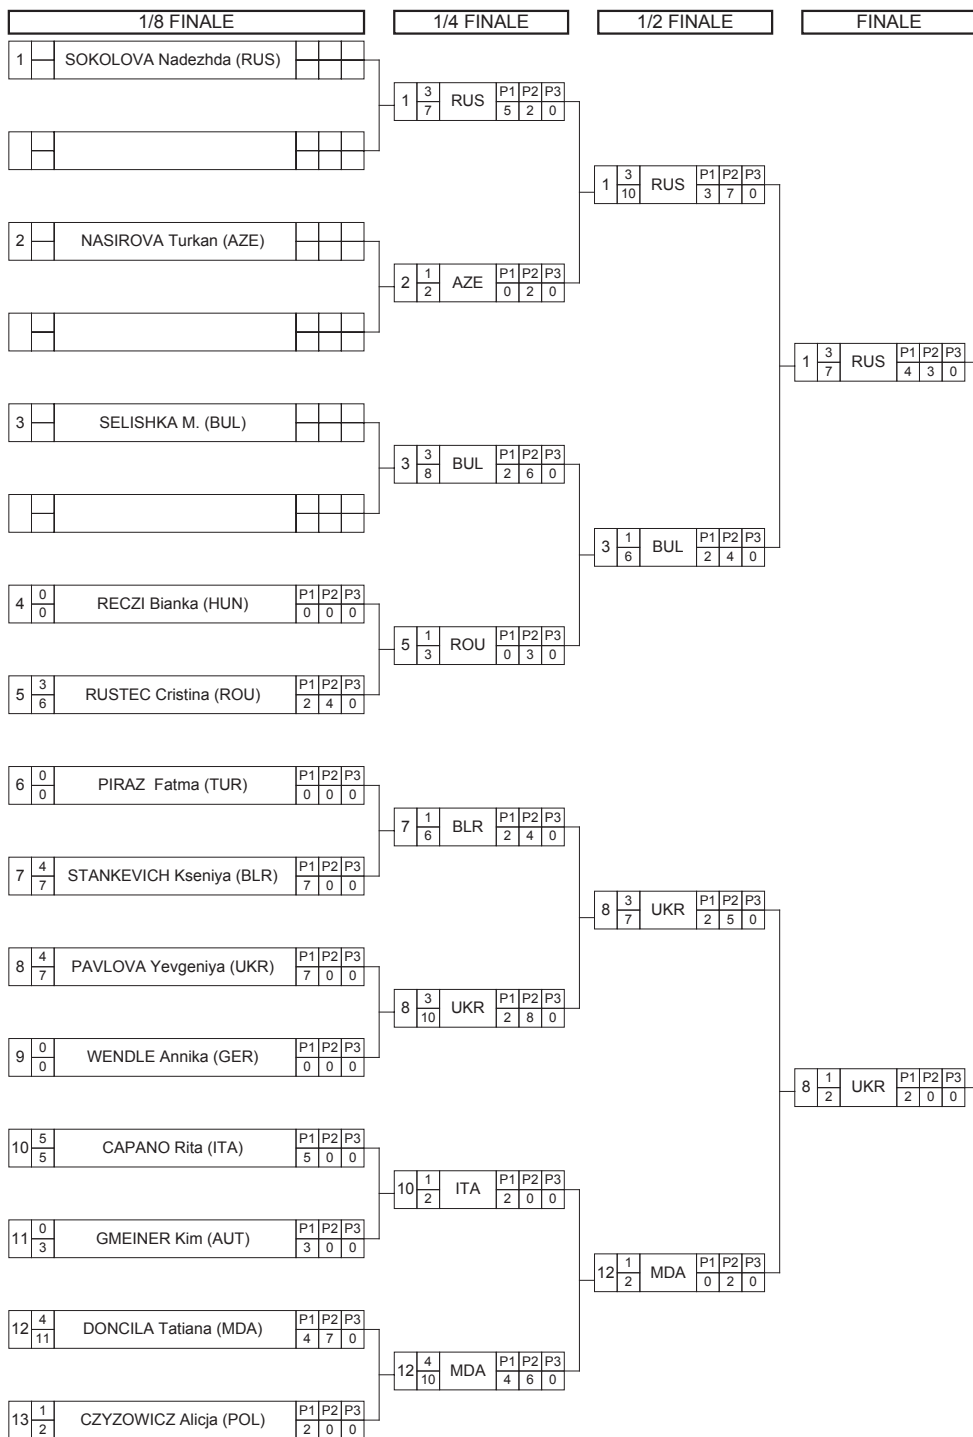 1/8 FINALE 1/4 FINALE 1/2 FINALE FINALE
1 SOKOLOVA Nadezhda (RUS)
1 3 7 RUS P1 P2 P3 5 2 0
1 3 10 RUS P1 P2 P3 3 7 0
2 NASIROVA Turkan (AZE)
2 1 2 AZE P1 P2 P3 0 2 0
1 3 7 RUS P1 P2 P3 4 3 0
3 SELISHKA M. (BUL)
3 3 8 BUL P1 P2 P3 2 6 0
3 1 6 BUL P1 P2 P3 2 4 0
4 0 0 RECZI Bianka (HUN) P1 P2 P3 0 0 0
5 1 3 ROU P1 P2 P3 0 3 0
5 3 6 RUSTEC Cristina (ROU) P1 P2 P3 2 4 0
6 0 0 PIRAZ Fatma (TUR) P1 P2 P3 0 0 0
7 1 6 BLR P1 P2 P3 2 4 0
7 4 7 STANKEVICH Kseniya (BLR) P1 P2 P3 7 0 0
8 3 7 UKR P1 P2 P3 2 5 0
8 4 7 PAVLOVA Yevgeniya (UKR) P1 P2 P3 7 0 0
8 3 10 UKR P1 P2 P3 2 8 0
9 0 0 WENDLE Annika (GER) P1 P2 P3 0 0 0
8 1 2 UKR P1 P2 P3 2 0 0
10 5 5 CAPANO Rita (ITA) P1 P2 P3 5 0 0
10 1 2 ITA P1 P2 P3 2 0 0
11 0 3 GMEINER Kim (AUT) P1 P2 P3 3 0 0
12 1 2 MDA P1 P2 P3 0 2 0
12 4 11 DONCILA Tatiana (MDA) P1 P2 P3 4 7 0
12 4 10 MDA P1 P2 P3 4 6 0
13 1 2 CZYZOWICZ Alicja (POL) P1 P2 P3 2 0 0